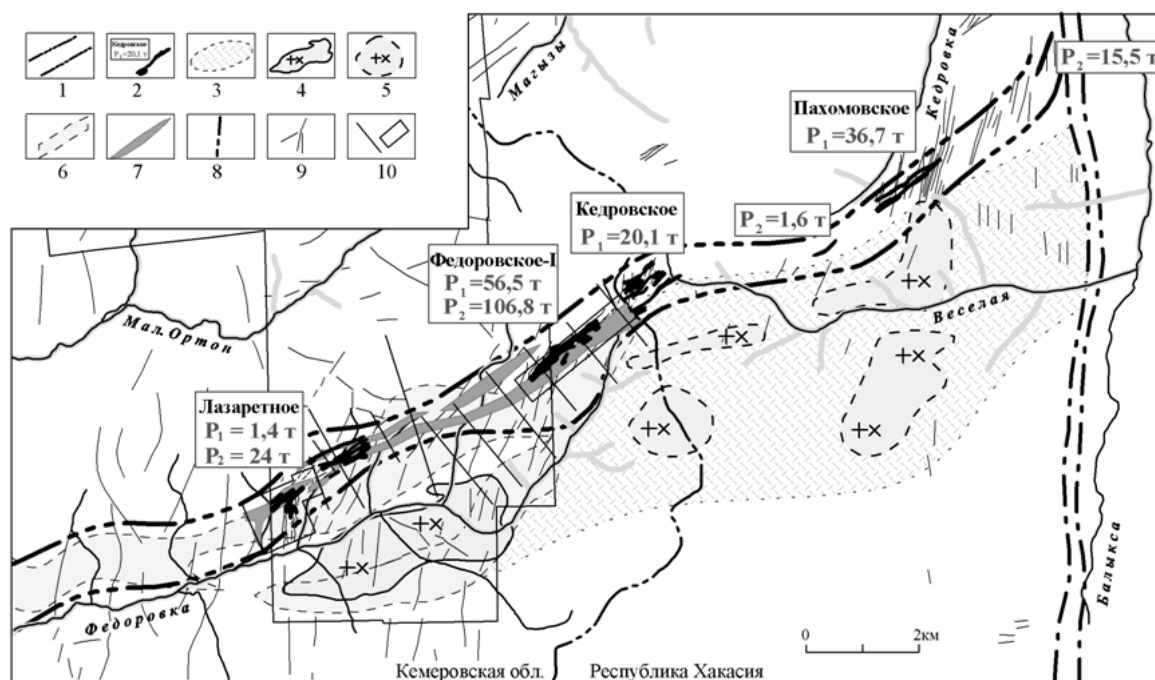 Кедровское
P₁=20,1 т
+×
+×
1
2
3
4
5
6
7
8
9
10
Магызы
Кедровка
P₂=15,5 т
Пахомовское
P₁=36,7 т
Кедровское
P₁=20,1 т
P₂=1,6 т
Федоровское-I
P₁=56,5 т
P₂=106,8 т
+×
Веселая
Мал.Ортон
+×
+×
Лазаретное
P₁ = 1,4 т
P₂ = 24 т
+×
+×
+×
+×
Федоровка
Балыкса
0
2км
Кемеровская обл.
Республика Хакасия